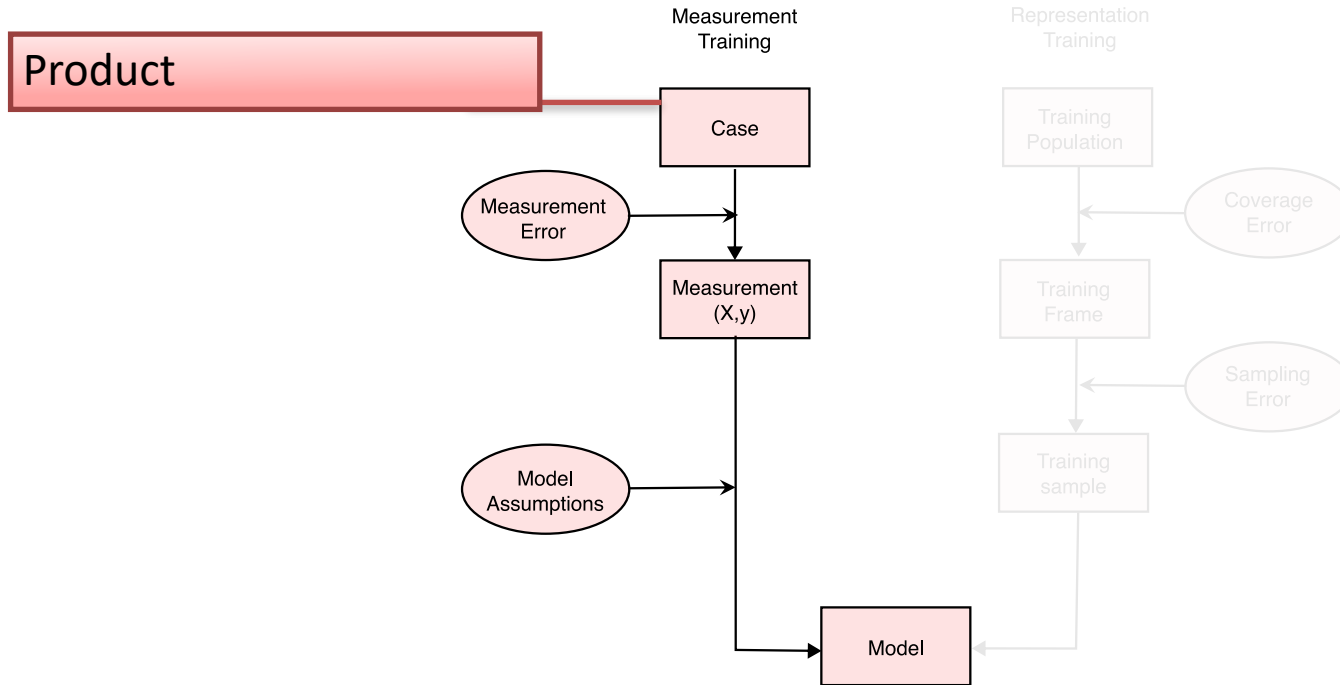 Measurement
Training
Representation
Training
Product
Case
Training
Population
Measurement
Error
Coverage
Error
Measurement
(X,y)
Training
Frame
Sampling
Error
Model
Assumptions
Training
sample
Model